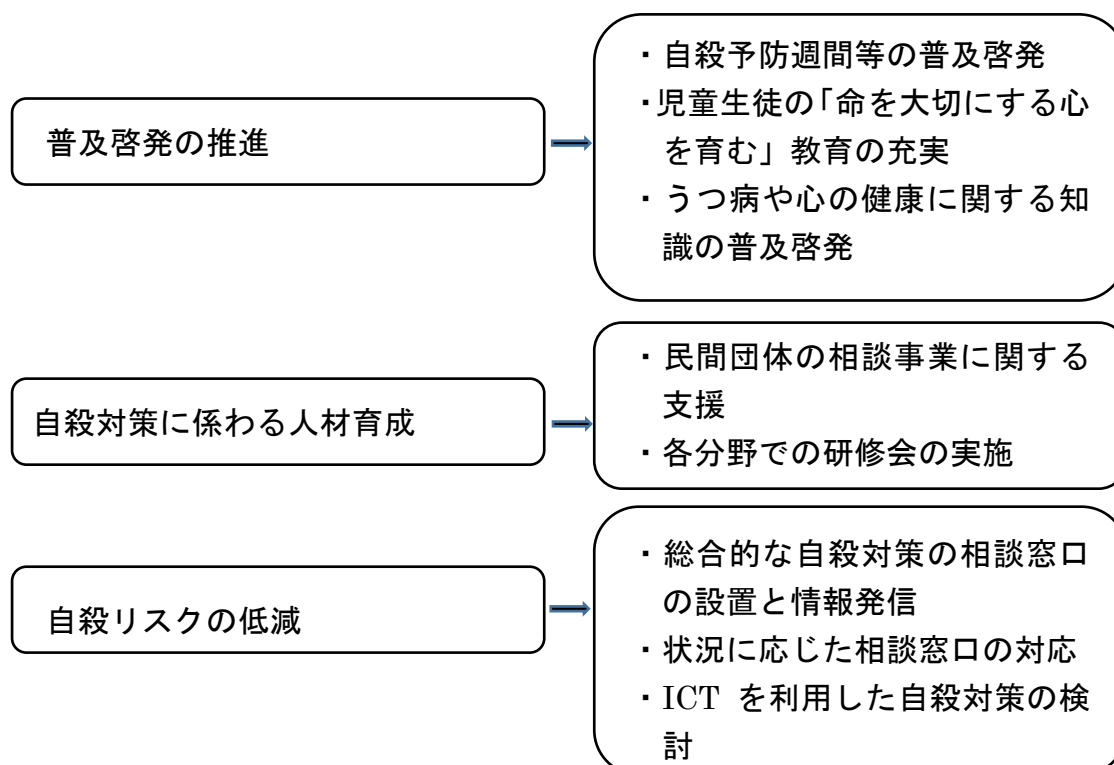 普及啓発の推進
・自殺予防週間等の普及啓発
・児童生徒の「命を大切にする心
を育む」教育の充実
・うつ病や心の健康に関する知
識の普及啓発
自殺対策に係わる人材育成
・民間団体の相談事業に関する
支援
・各分野での研修会の実施
自殺リスクの低減
・総合的な自殺対策の相談窓口
の設置と情報発信
・状況に応じた相談窓口の対応
・ICT を利用した自殺対策の検
討